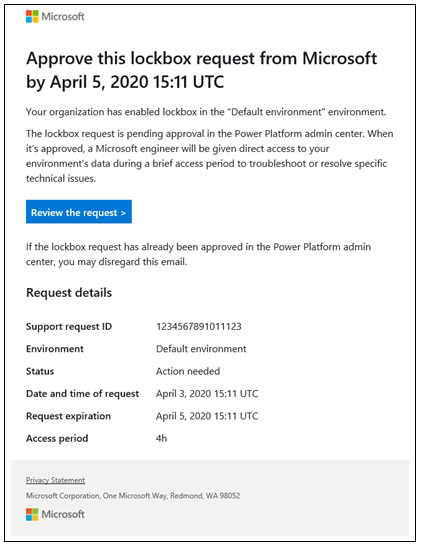 Microsoft
Approve this lockbox request from Microsoft
by April 5, 2020 15:11 UTC
Your organization has enabled lockbox in the "Default environment" environment.
The lockbox request is pending approval in the Power Platform admin center. When
it's approved, a Microsoft engineer will be given direct access to your
environment's data during a brief access period to troubleshoot or resolve specific
technical issues.
Review the request >
If the lockbox request has already been approved in the Power Platform admin
center, you may disregard this email.
Request details
Support request ID 1234567891011123
Environment Default environment
Status Action needed
Date and time of request April 3, 2020 15:11 UTC
Request expiration April 5, 2020 15:11 UTC
Access period 4h
Privacy Statement
Microsoft Corporation, One Microsoft Way, Redmond, WA 98052
Microsoft